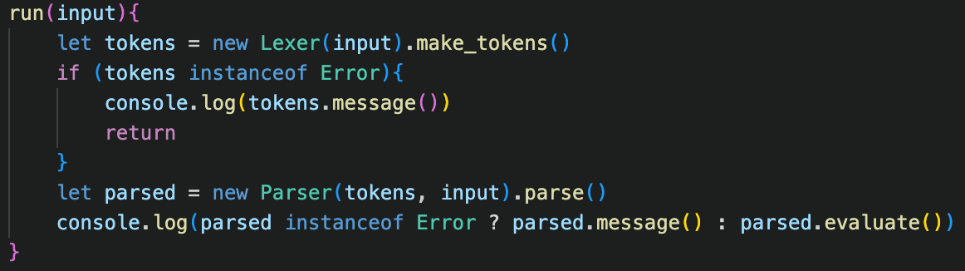 run(input){
    let tokens = new Lexer(input).make_tokens()
    if (tokens instanceof Error){
        console.log(tokens.message())
        return
    }
    let parsed = new Parser(tokens, input).parse()
    console.log(parsed instanceof Error ? parsed.message() : parsed.evaluate())
}